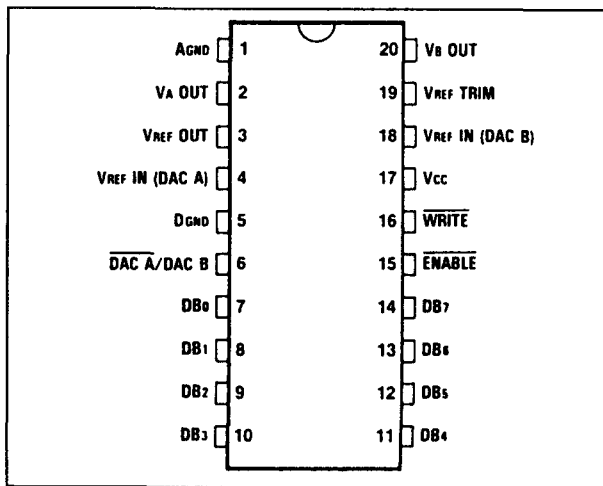 AGND 1 20 VB OUT
VA OUT 2 19 VREF TRIM
VREF OUT 3 18 VREF IN (DAC B)
VREF IN (DAC A) 4 17 VCC
DGND 5 16 WRITE
DAC A/DAC B 6 15 ENABLE
DB0 7 14 DB7
DB1 8 13 DB6
DB2 9 12 DB5
DB3 10 11 DB4